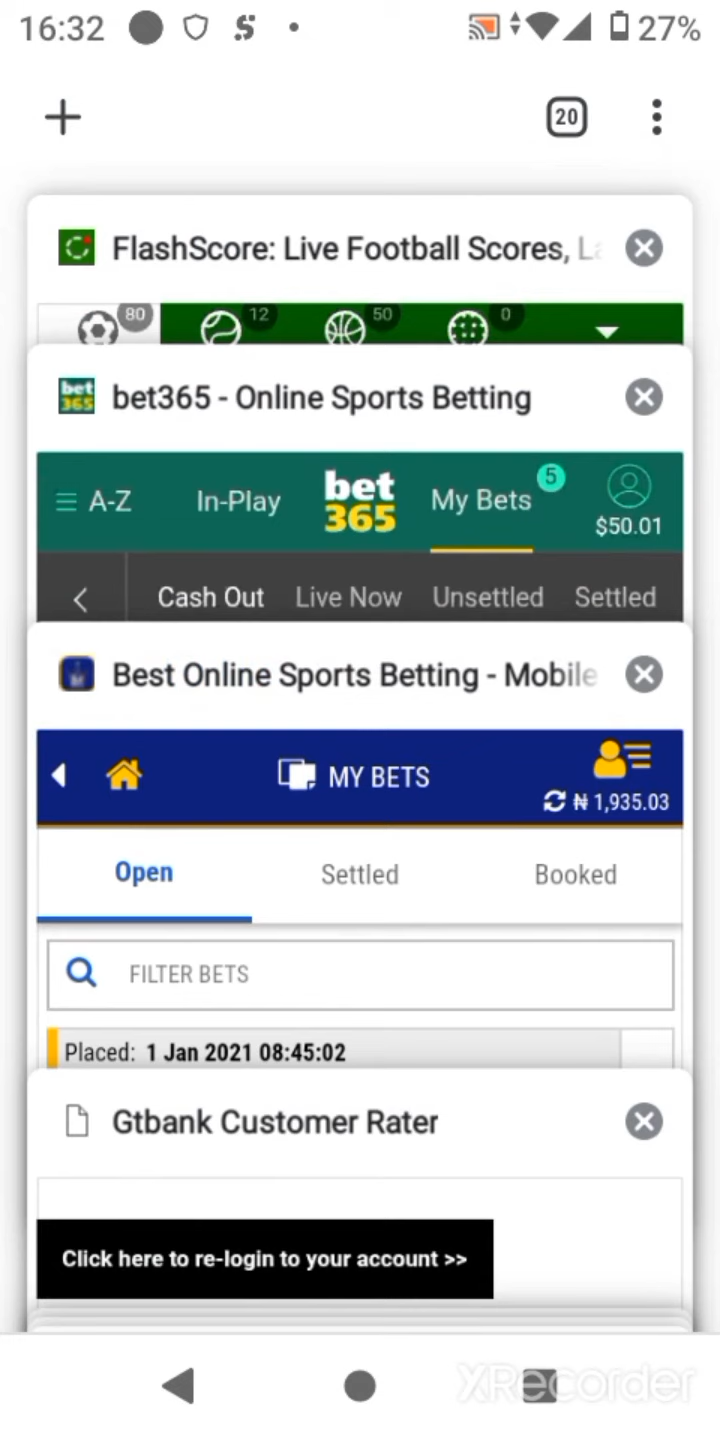 16:32
27%
20
FlashScore: Live Football Scores, La
80
12
50
0
bet365 - Online Sports Betting
A-Z
In-Play
bet
365
My Bets
5
$50.01
Cash Out
Live Now
Unsettled
Settled
Best Online Sports Betting - Mobile
MY BETS
₦ 1,935.03
Open
Settled
Booked
FILTER BETS
Placed: 1 Jan 2021 08:45:02
Gtbank Customer Rater
Click here to re-login to your account >>
XRecorder